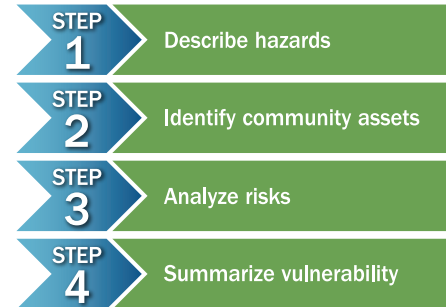 STEP
1
Describe hazards
STEP
2
Identify community assets
STEP
3
Analyze risks
STEP
4
Summarize vulnerability